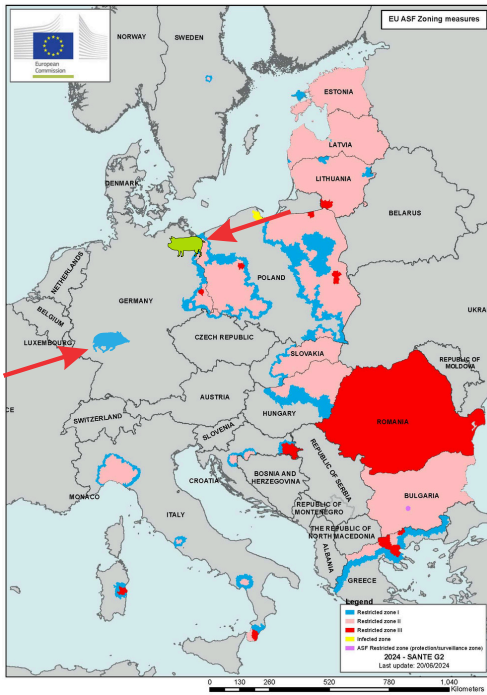 EU ASF Zoning measures
European
Commission
NORWAY
SWEDEN
ESTONIA
LATVIA
LITHUANIA
DENMARK
BELARUS
NETHERLANDS
POLAND
GERMANY
BELGIUM
UKRA
LUXEMBOURG
CZECH REPUBLIC
SLOVAKIA
REPUBLIC OF
MOLDOVA
CE
AUSTRIA
HUNGARY
SWITZERLAND
SLOVENIA
ROMANIA
CROATIA
BOSNIA AND
HERZEGOVINA
REPUBLIC OF SERBIA
MONACO
ITALY
REPUBLIC OF
MONTENEGRO
BULGARIA
THE REPUBLIC OF
NORTH MACEDONIA
ALBANIA
GREECE
Legend
Restricted zone I
Restricted zone II
Restricted zone III
Infected zone
ASF Restricted zone (protection/surveillance zone)
2024 - SANTE G2
Last update: 20/06/2024
0 130 260 520 780 1.040
Kilometers